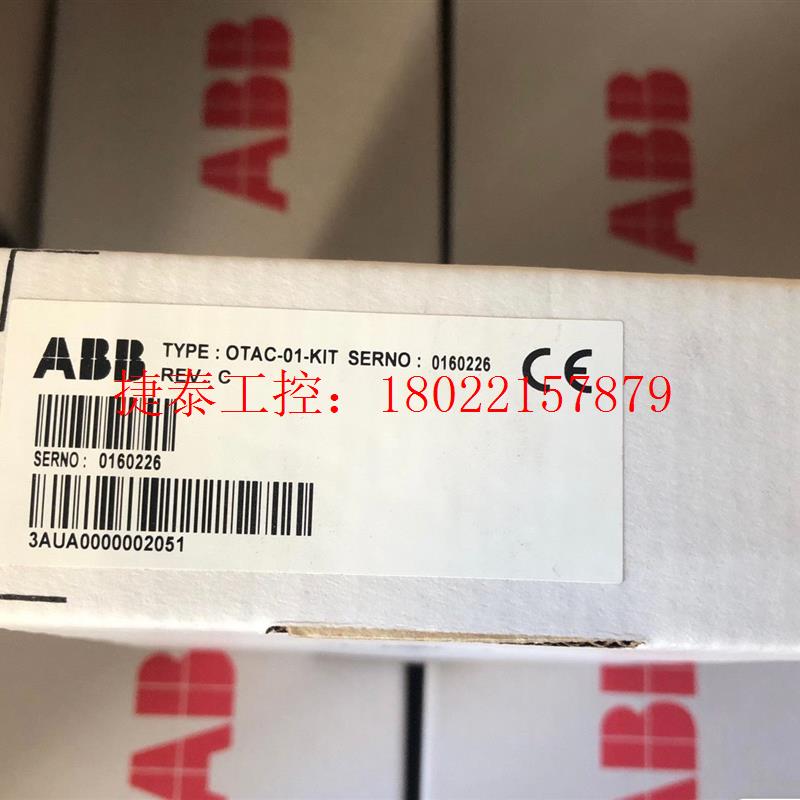 ABB
ABB
ABB TYPE : OTAC-01-KIT SERNO : 0160226 CE
REV : C
捷泰工控：18022157879
SERNO : 0160226
3AUA0000002051
ABB
ABB